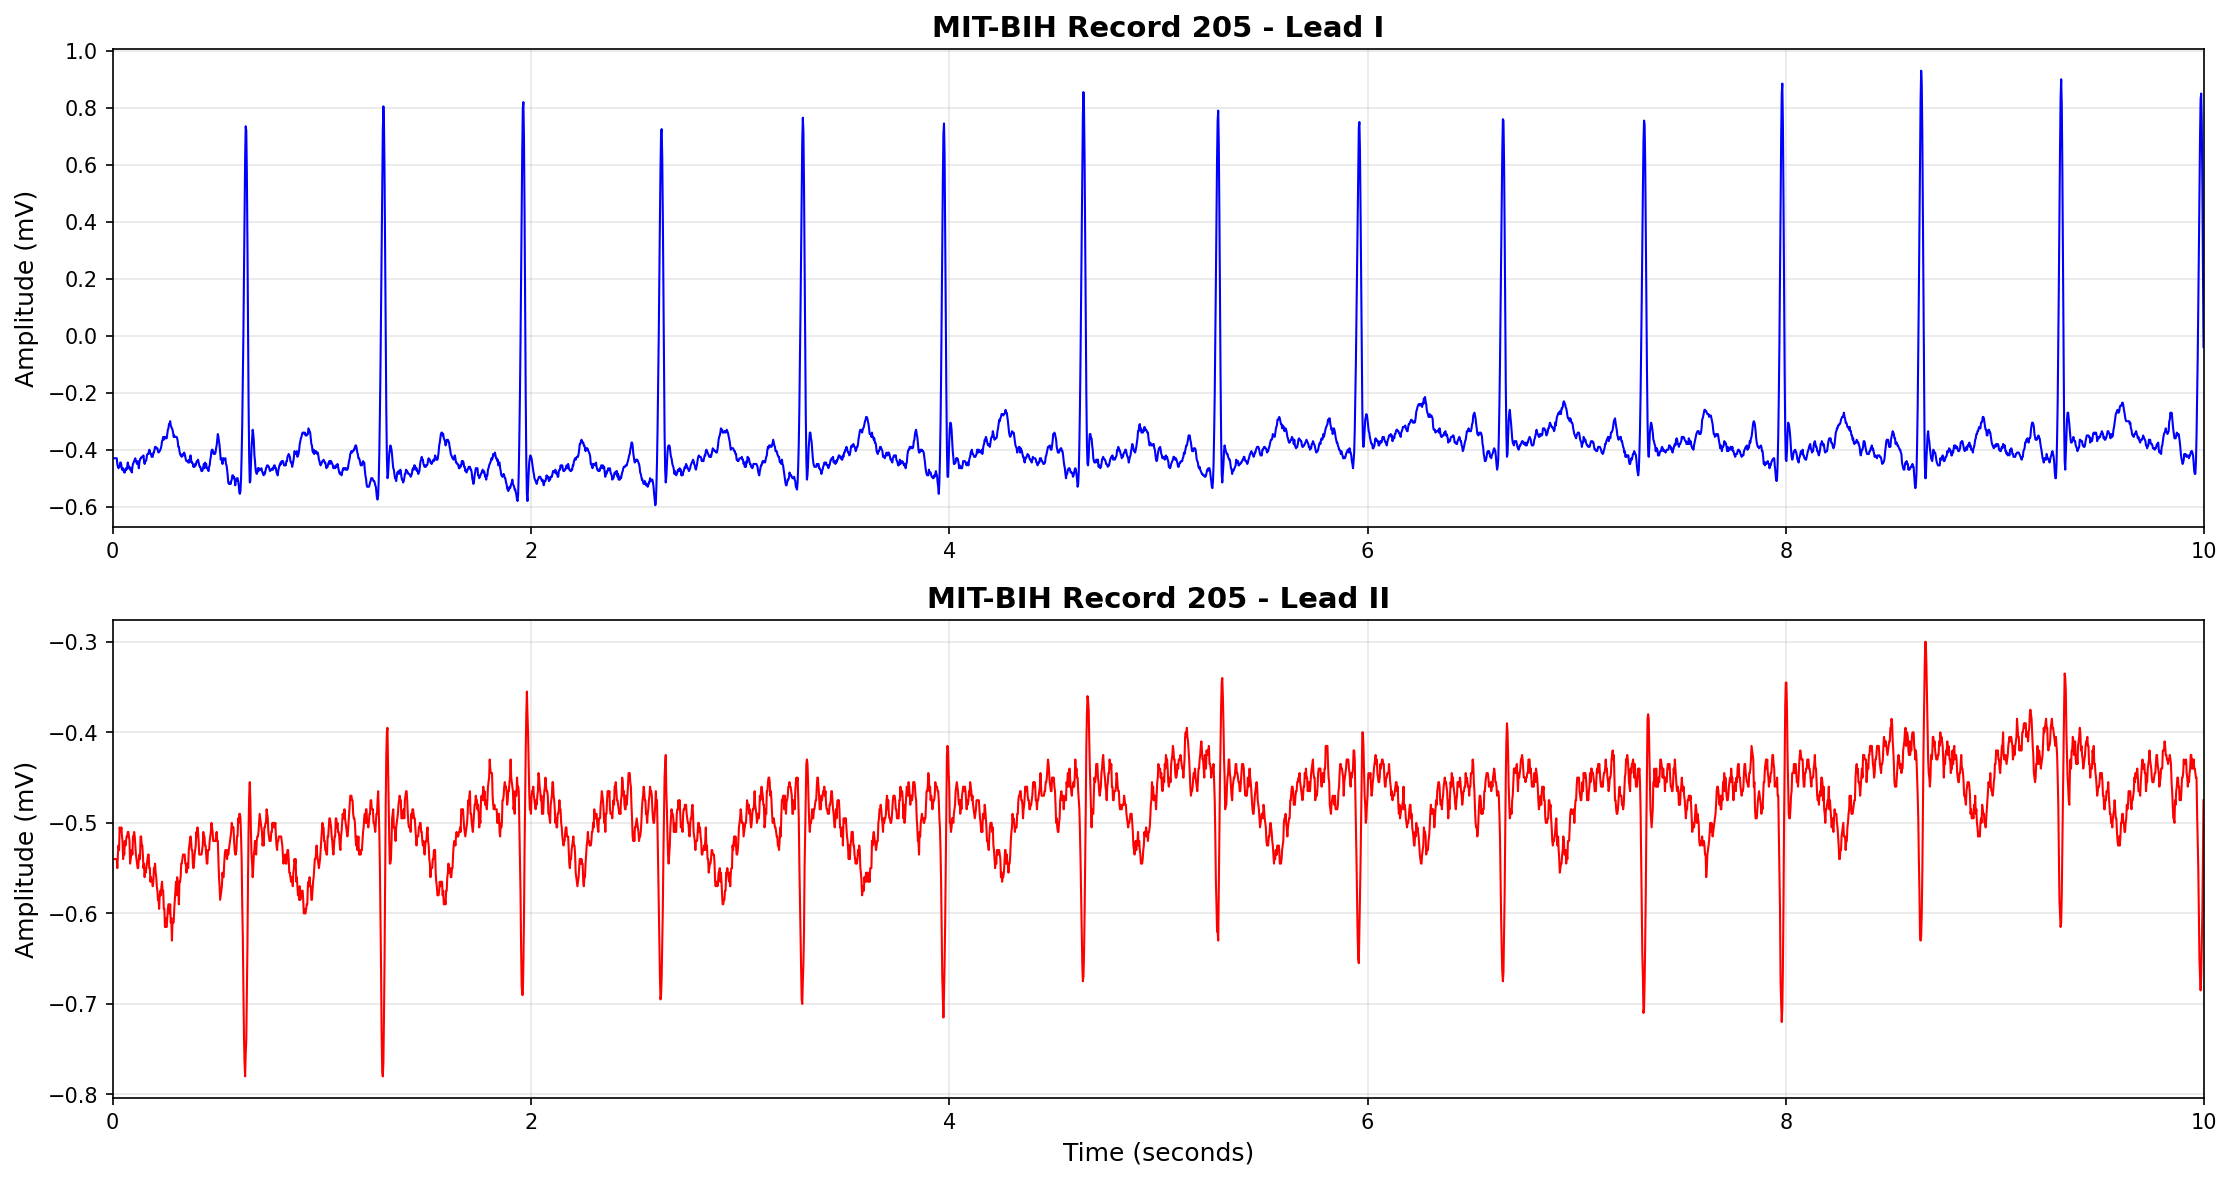 MIT-BIH Record 205 - Lead I
Amplitude (mV)
1.0
0.8
0.6
0.4
0.2
0.0
−0.2
−0.4
−0.6
0 2 4 6 8 10
MIT-BIH Record 205 - Lead II
Amplitude (mV)
−0.3
−0.4
−0.5
−0.6
−0.7
−0.8
0 2 4 6 8 10
Time (seconds)